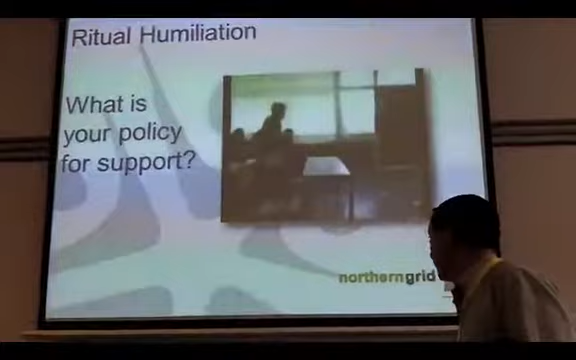 Ritual Humiliation
What is
your policy
for support?
northerngrid